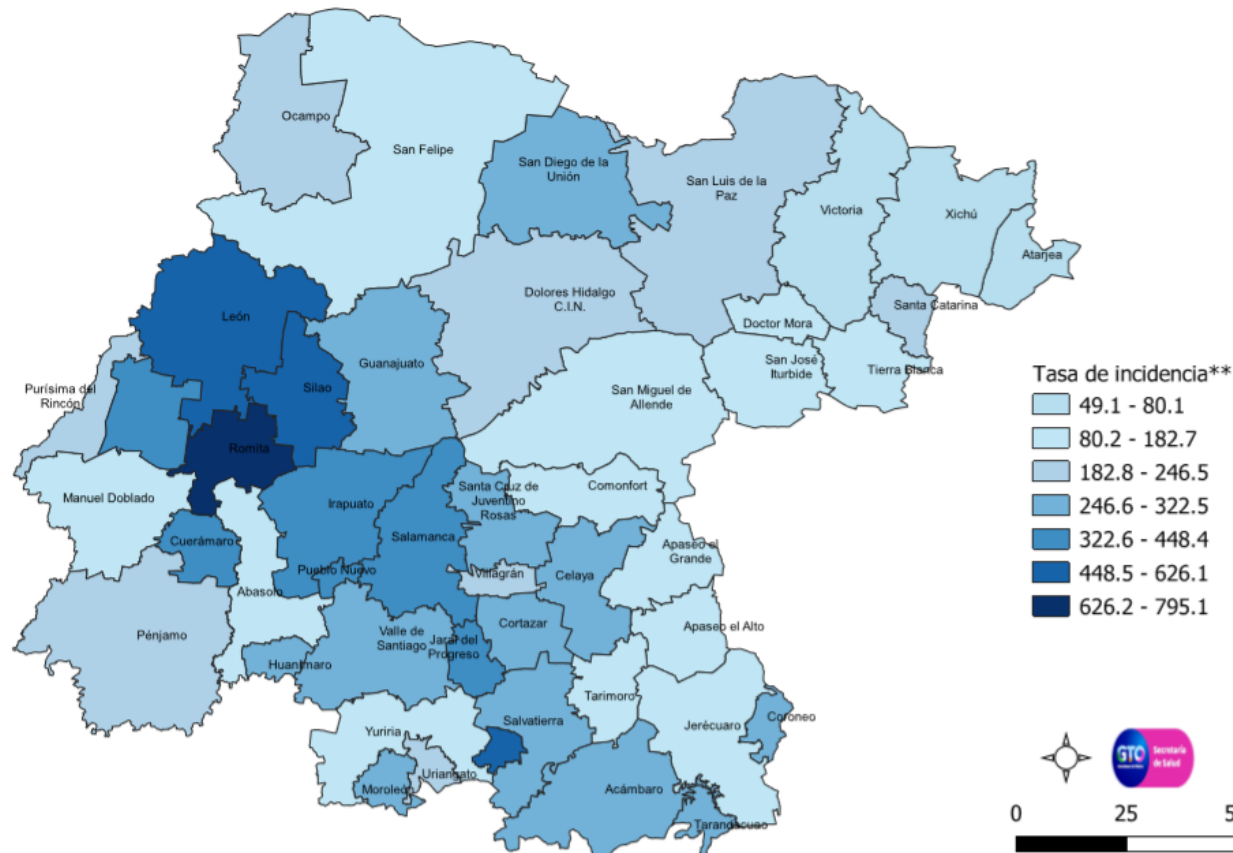 Ocampo
San Felipe
San Diego de la
Unión
San Luis de la
Paz
Victoria
Xichú
Atarjea
Santa Catarina
Dolores Hidalgo
C.I.N.
Doctor Mora
León
Guanajuato
San José
Iturbide
Tierra Blanca
Purísima del
Rincón
Silao
San Miguel de
Allende
Romita
Manuel Doblado
Irapuato
Santa Cruz de
Juventino
Rosas
Comonfort
Cuerámaro
Salamanca
Apaseo el
Grande
Pueblo Nuevo
Villagrán
Celaya
Abasolo
Pénjamo
Valle de
Santiago
Jaral del
Progreso
Cortazar
Apaseo el Alto
Huanímaro
Tarimoro
Yuriria
Salvatierra
Jerécuaro
Coroneo
Uriangato
Moroleón
Acámbaro
Tarandacuao
Tasa de incidencia**
49.1 - 80.1
80.2 - 182.7
182.8 - 246.5
246.6 - 322.5
322.6 - 448.4
448.5 - 626.1
626.2 - 795.1
GTO
Secretaría
de Salud
0 25 5